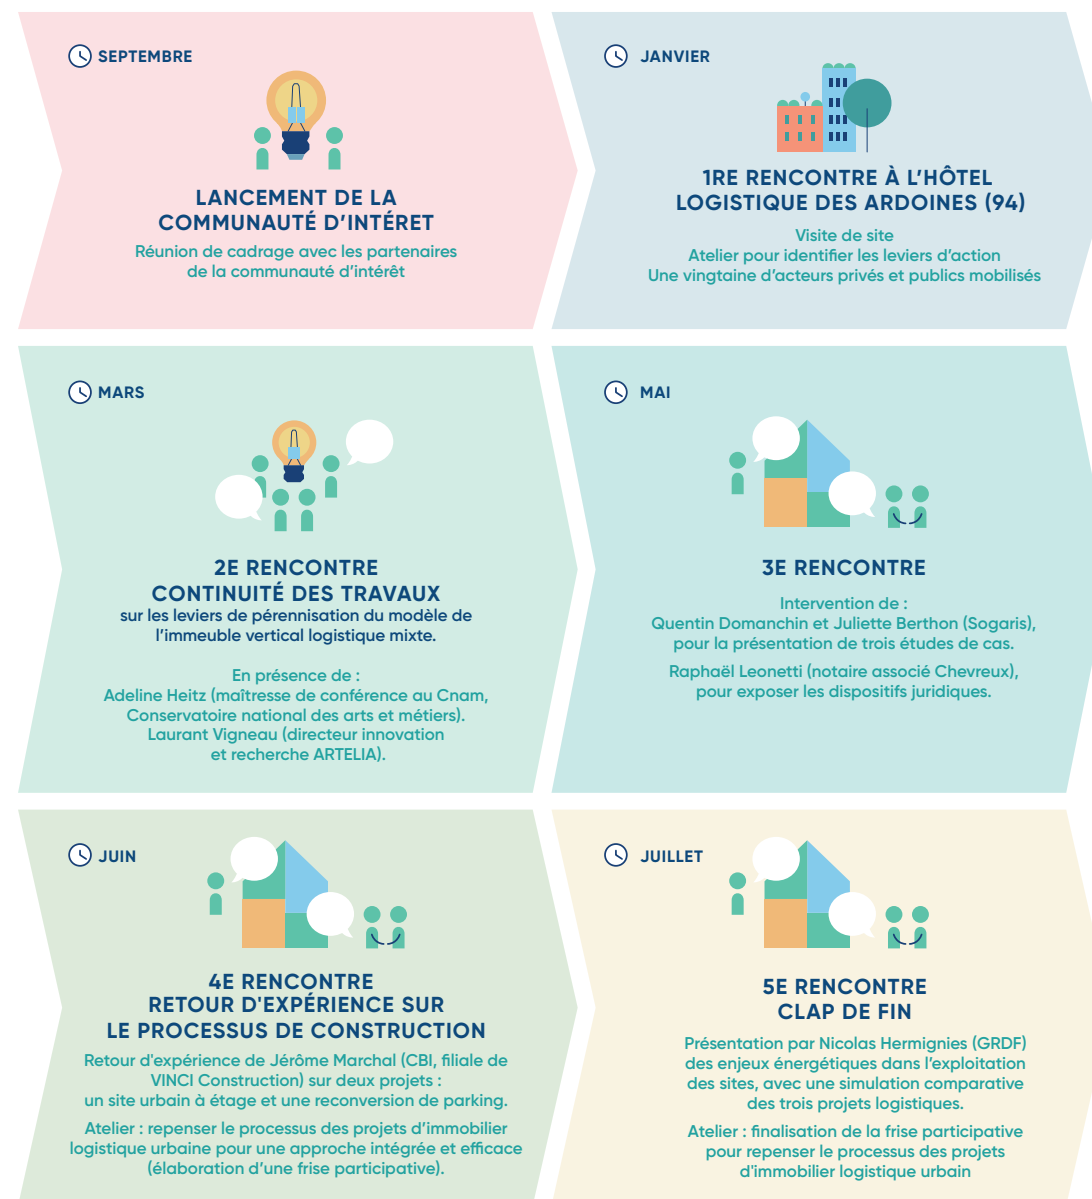 SEPTEMBRE
LANCEMENT DE LA
COMMUNAUTÉ D’INTÉRET
Réunion de cadrage avec les partenaires
de la communauté d’intérêt
JANVIER
1RE RENCONTRE À L’HÔTEL
LOGISTIQUE DES ARDOINES (94)
Visite de site
Atelier pour identifier les leviers d’action
Une vingtaine d’acteurs privés et publics mobilisés
MARS
2E RENCONTRE
CONTINUITÉ DES TRAVAUX
sur les leviers de pérennisation du modèle de
l’immeuble vertical logistique mixte.
En présence de :
Adeline Heitz (maîtresse de conférence au Cnam,
Conservatoire national des arts et métiers).
Laurant Vigneau (directeur innovation
et recherche ARTELIA).
MAI
3E RENCONTRE
Intervention de :
Quentin Domanchin et Juliette Berthon (Sogaris),
pour la présentation de trois études de cas.
Raphaël Leonetti (notaire associé Chevreux),
pour exposer les dispositifs juridiques.
JUIN
4E RENCONTRE
RETOUR D'EXPÉRIENCE SUR
LE PROCESSUS DE CONSTRUCTION
Retour d'expérience de Jérôme Marchal (CBI, filiale de
VINCI Construction) sur deux projets :
un site urbain à étage et une reconversion de parking.
Atelier : repenser le processus des projets d’immobilier
logistique urbaine pour une approche intégrée et efficace
(élaboration d’une frise participative).
JUILLET
5E RENCONTRE
CLAP DE FIN
Présentation par Nicolas Hermignies (GRDF)
des enjeux énergétiques dans l’exploitation
des sites, avec une simulation comparative
des trois projets logistiques.
Atelier : finalisation de la frise participative
pour repenser le processus des projets
d'immobilier logistique urbain